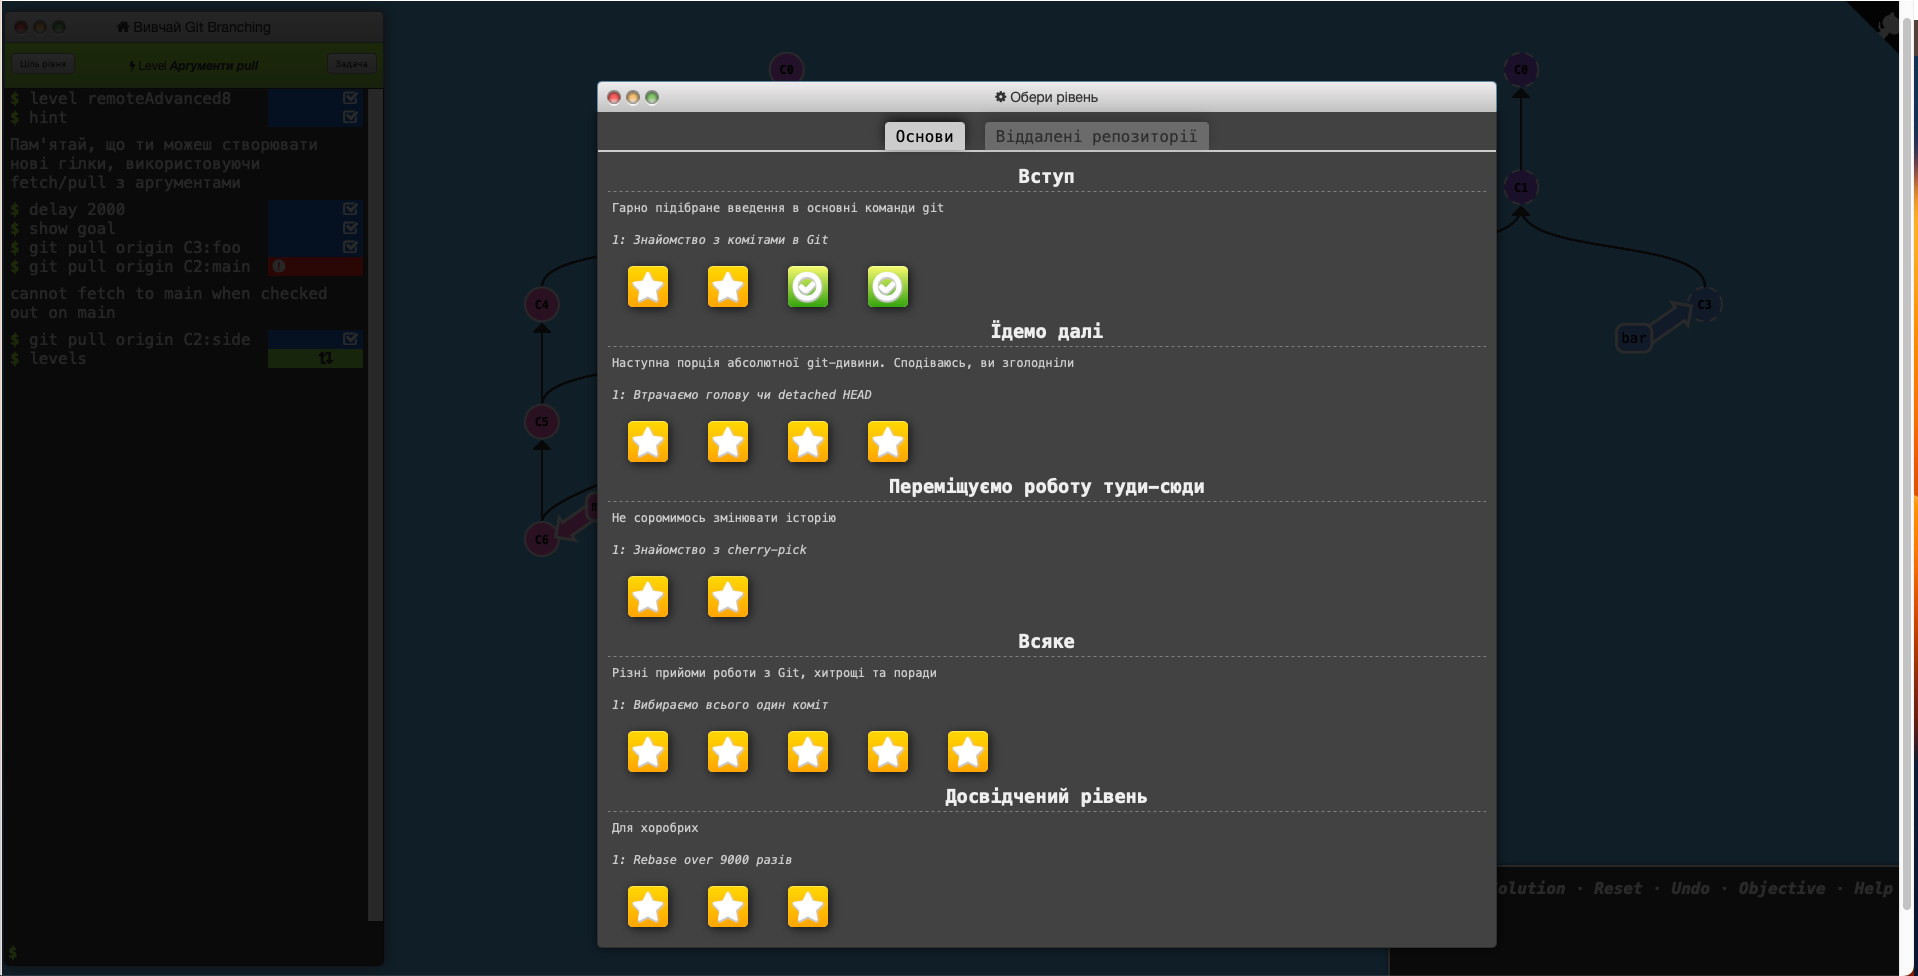 Вивчай Git Branching
Ціль рівня
Level Аргументи pull
Задача
$ level remoteAdvanced8
$ hint
Пам'ятай, що ти можеш створювати
нові гілки, використовуючи
fetch/pull з аргументами
$ delay 2000
$ show goal
$ git pull origin C3:foo
$ git pull origin C2:main
cannot fetch to main when checked
out on main
$ git pull origin C2:side
$ levels
$
C0
C4
C5
C6
Обери рівень
Основи
Віддалені репозиторії
Вступ
Гарно підібране введення в основні команди git
1: Знайомство з комітами в Git
Їдемо далі
Наступна порція абсолютної git-дивини. Сподіваюсь, ви зголодніли
1: Втрачаємо голову чи detached HEAD
Переміщуємо роботу туди-сюди
Не соромимось змінювати історію
1: Знайомство з cherry-pick
Всяке
Різні прийоми роботи з Git, хитрощі та поради
1: Вибираємо всього один коміт
Досвідчений рівень
Для хоробрих
1: Rebase over 9000 разів
C0
C1
C3
bar
olution · Reset · Undo · Objective · Help